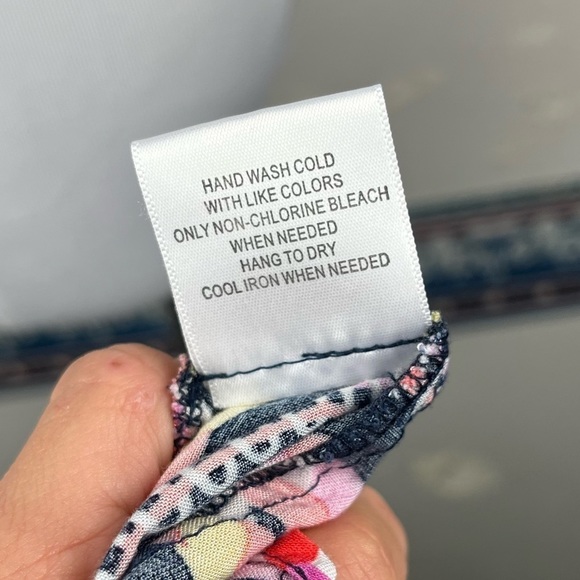 HAND WASH COLD
WITH LIKE COLORS
ONLY NON-CHLORINE BLEACH
WHEN NEEDED
HANG TO DRY
COOL IRON WHEN NEEDED